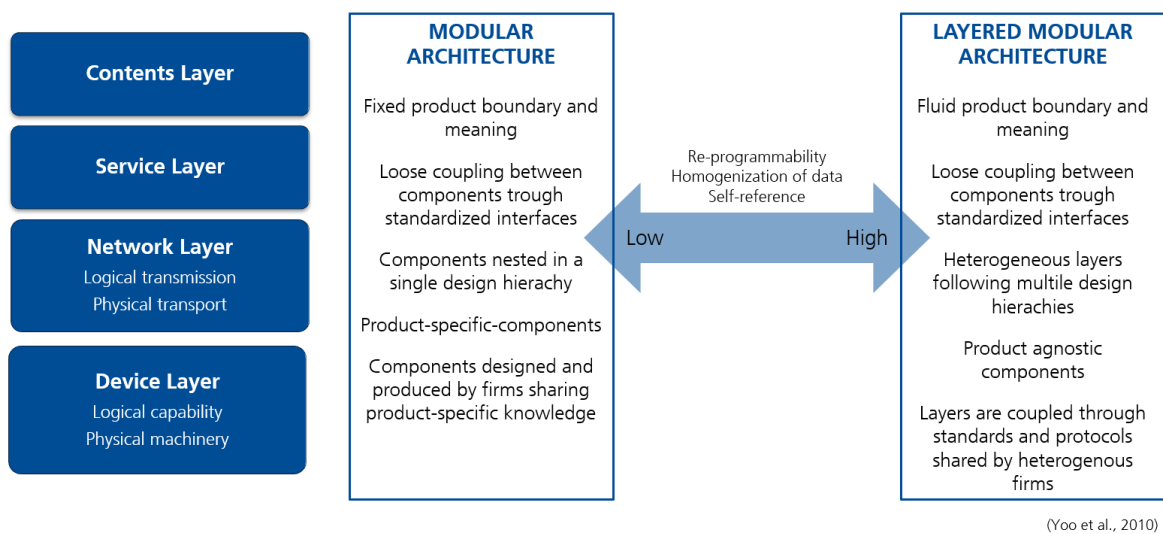 Contents Layer
Service Layer
Network Layer
Logical transmission
Physical transport
Device Layer
Logical capability
Physical machinery
MODULAR
ARCHITECTURE
Fixed product boundary and
meaning
Loose coupling between
components trough
standardized interfaces
Components nested in a
single design hierachy
Product-specific-components
Components designed and
produced by firms sharing
product-specific knowledge
Re-programmability
Homogenization of data
Self-reference
Low
High
LAYERED MODULAR
ARCHITECTURE
Fluid product boundary and
meaning
Loose coupling between
components trough
standardized interfaces
Heterogeneous layers
following multile design
hierachies
Product agnostic
components
Layers are coupled through
standards and protocols
shared by heterogenous
firms
(Yoo et al., 2010)